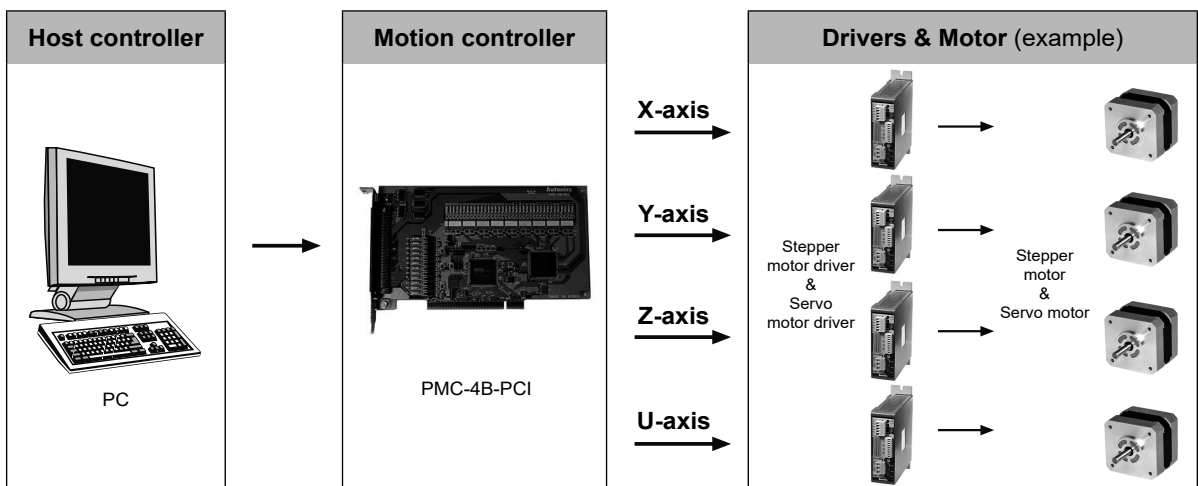 Host controller
PC
Motion controller
Autonics
PMC-4B-PCI
X-axis
Y-axis
Z-axis
U-axis
Drivers & Motor (example)
Stepper
motor driver
&
Servo
motor driver
Stepper
motor
&
Servo motor